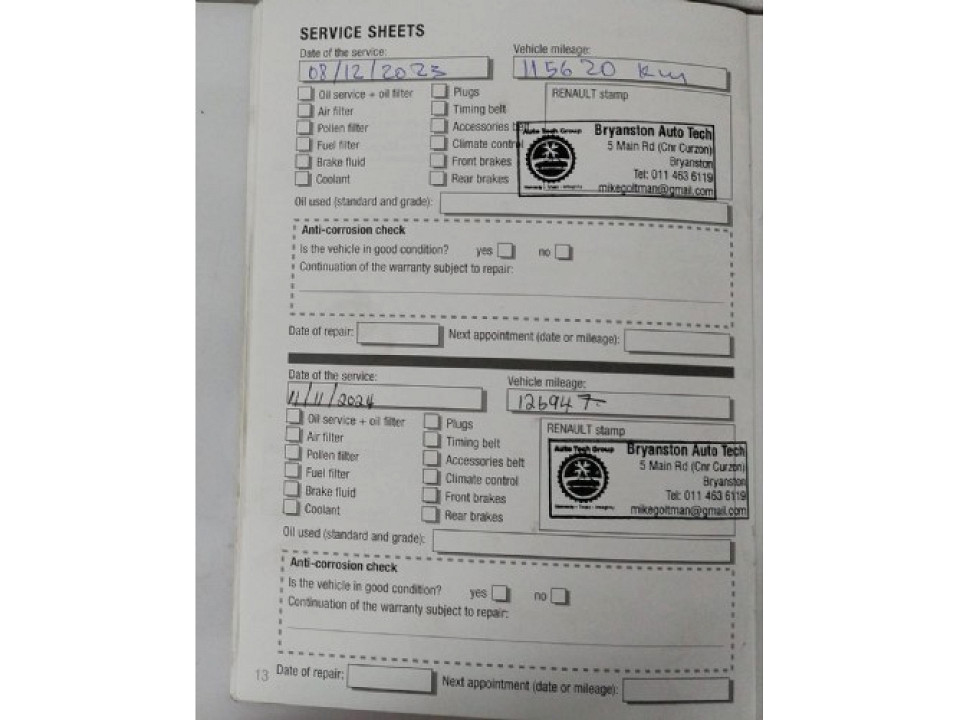 SERVICE SHEETS
Date of the service: Vehicle mileage:
08/12/2023 115620 km
Oil service + oil filter Plugs RENAULT stamp
Air filter Timing belt
Pollen filter Accessories belt
Fuel filter Climate control
Brake fluid Front brakes
Coolant Rear brakes
Auto Tech Group Bryanston Auto Tech
5 Main Rd (Cnr Curzon)
Bryanston
Tel: 011 463 6119
mikegoltman@gmail.com
Oil used (standard and grade):
Anti-corrosion check
Is the vehicle in good condition? yes no
Continuation of the warranty subject to repair:
Date of repair: Next appointment (date or mileage):
Date of the service: Vehicle mileage:
11/11/2024 126947
Oil service + oil filter Plugs RENAULT stamp
Air filter Timing belt
Pollen filter Accessories belt
Fuel filter Climate control
Brake fluid Front brakes
Coolant Rear brakes
Auto Tech Group Bryanston Auto Tech
5 Main Rd (Cnr Curzon)
Bryanston
Tel: 011 463 6119
mikegoltman@gmail.com
Oil used (standard and grade):
Anti-corrosion check
Is the vehicle in good condition? yes no
Continuation of the warranty subject to repair:
13 Date of repair: Next appointment (date or mileage):